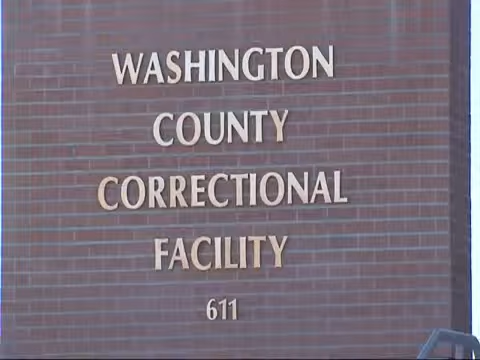 WASHINGTON
COUNTY
CORRECTIONAL
FACILITY
611